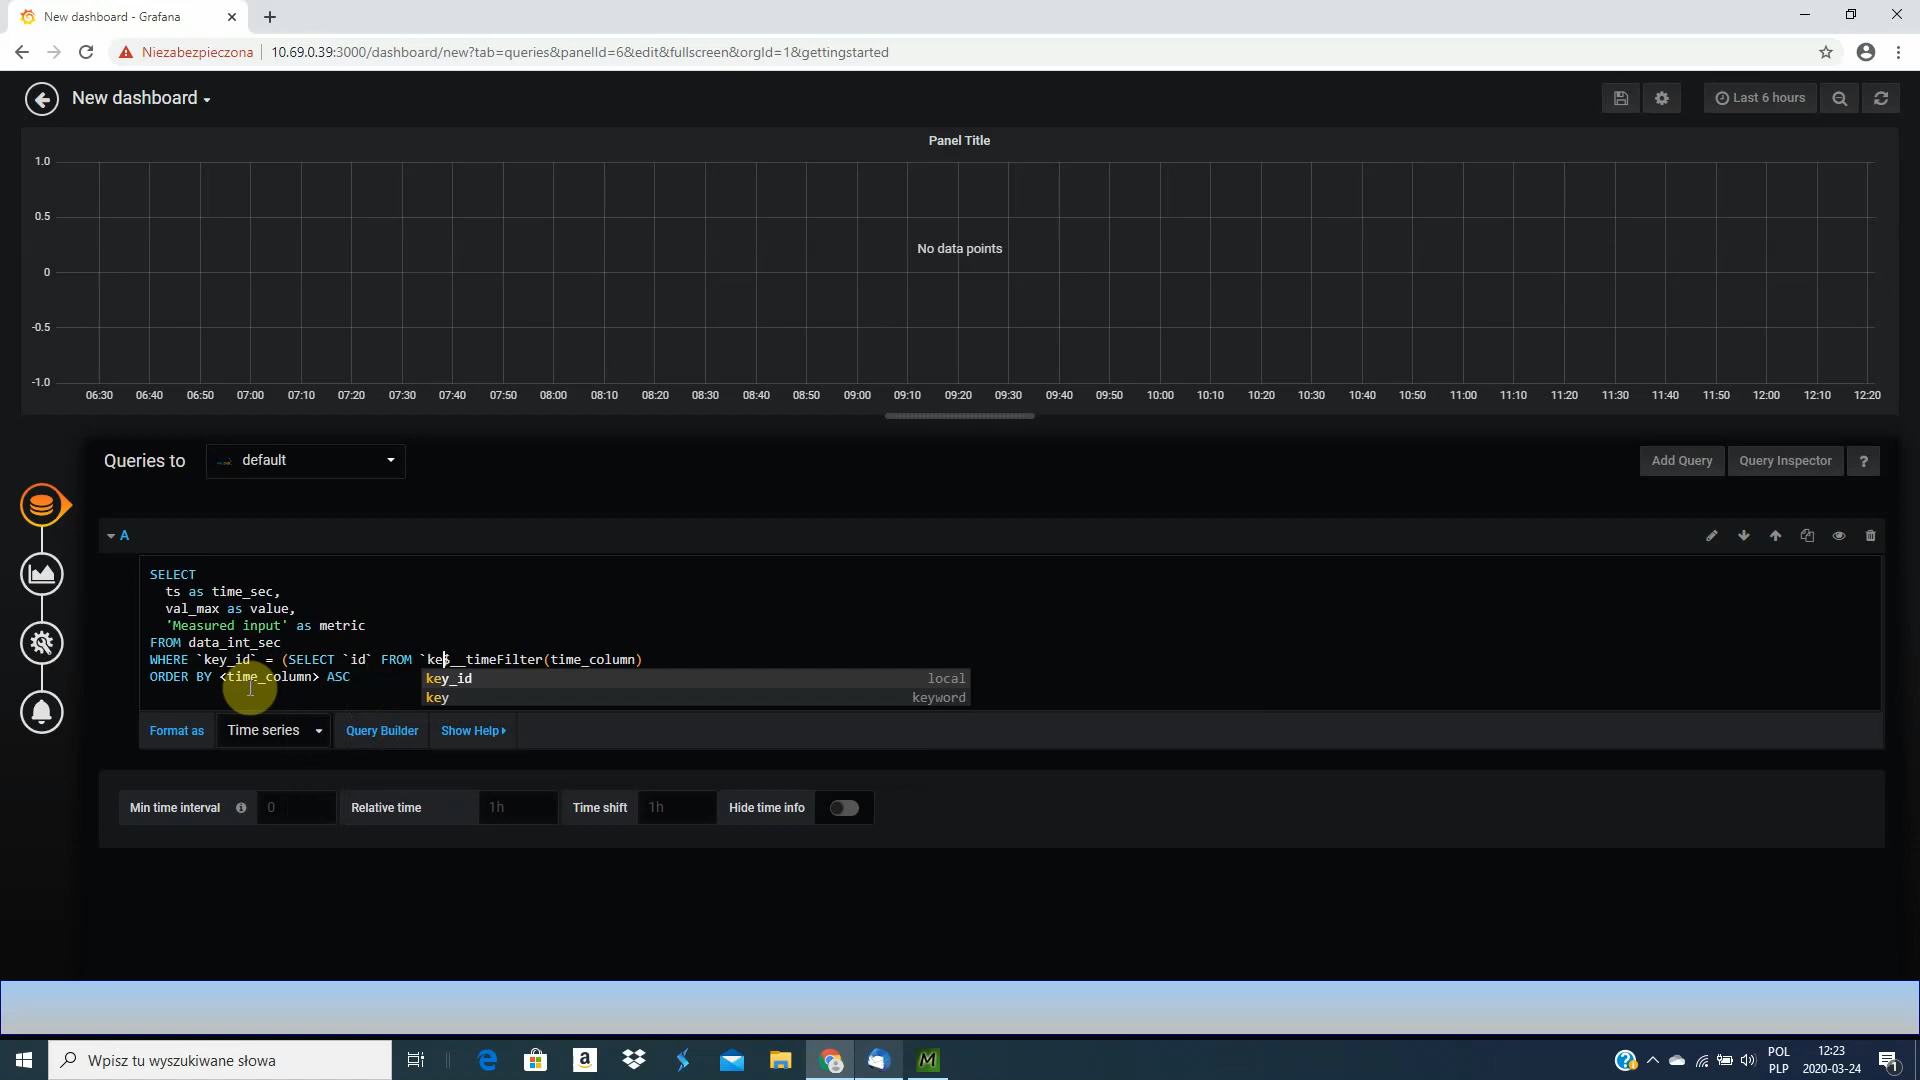 New dashboard - Grafana
Niezabezpieczona
10.69.0.39:3000/dashboard/new?tab=queries&panelId=6&edit&fullscreen&orgId=1&gettingstarted
New dashboard
Last 6 hours
Panel Title
1.0
0.5
No data points
0
-0.5
-1.0
06:30 06:40 06:50 07:00 07:10 07:20 07:30 07:40 07:50 08:00 08:10 08:20 08:30 08:40 08:50 09:00 09:10 09:20 09:30 09:40 09:50 10:00 10:10 10:20 10:30 10:40 10:50 11:00 11:10 11:20 11:30 11:40 11:50 12:00 12:10 12:20
Queries to default Add Query Query Inspector ?
A
SELECT
ts as time_sec,
val_max as value,
'Measured input' as metric
FROM data_int_sec
WHERE `key_id` = (SELECT `id` FROM `ke$__timeFilter(time_column)
ORDER BY <time_column> ASC
key_id local
key keyword
Format as Time series Query Builder Show Help
Min time interval 0 Relative time 1h Time shift 1h Hide time info
Wpisz tu wyszukiwane słowa
POL
PLP
12:23
2020-03-24
1